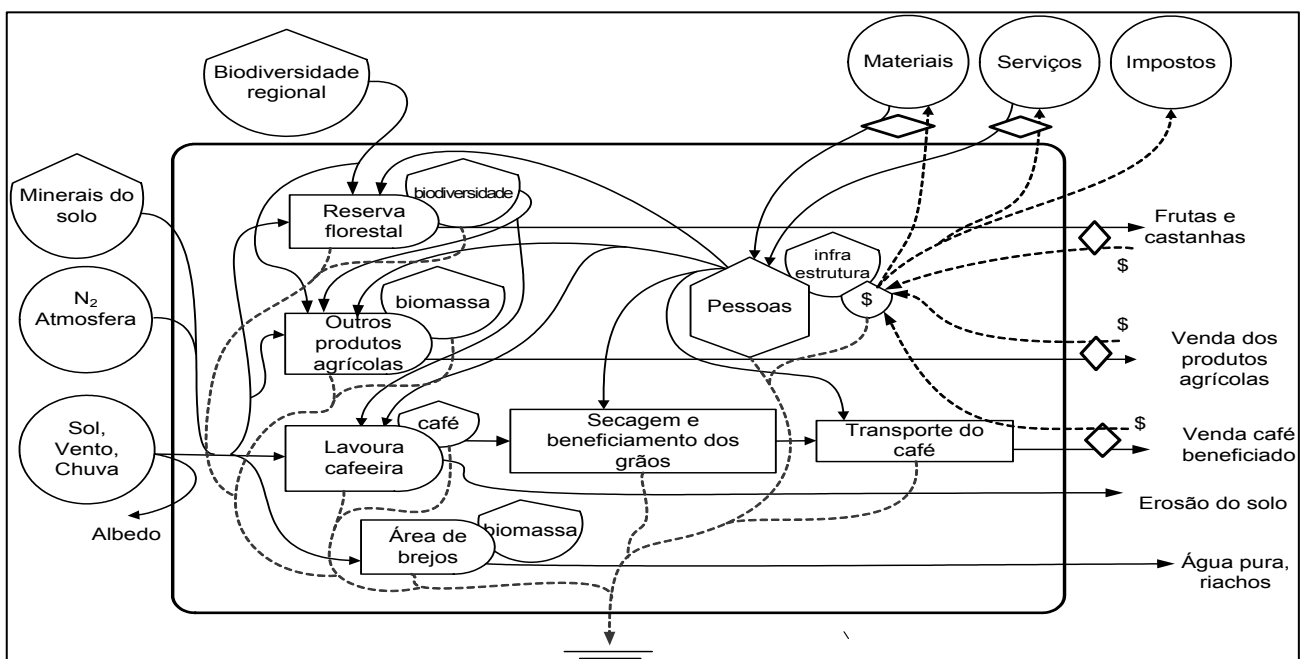 Biodiversidade
regional
Materiais
Serviços
Impostos
Minerais do
solo
N₂
Atmosfera
Sol,
Vento,
Chuva
Albedo
Reserva
florestal
biodiversidade
Outros
produtos
agrícolas
biomassa
Lavoura
cafeeira
café
Área de
brejos
biomassa
Secagem e
beneficiamento dos
grãos
Transporte do
café
Pessoas
infra
estrutura
$
Frutas e
castanhas
$
$
Venda dos
produtos
agrícolas
$
Venda café
beneficiado
Erosão do solo
Água pura,
riachos